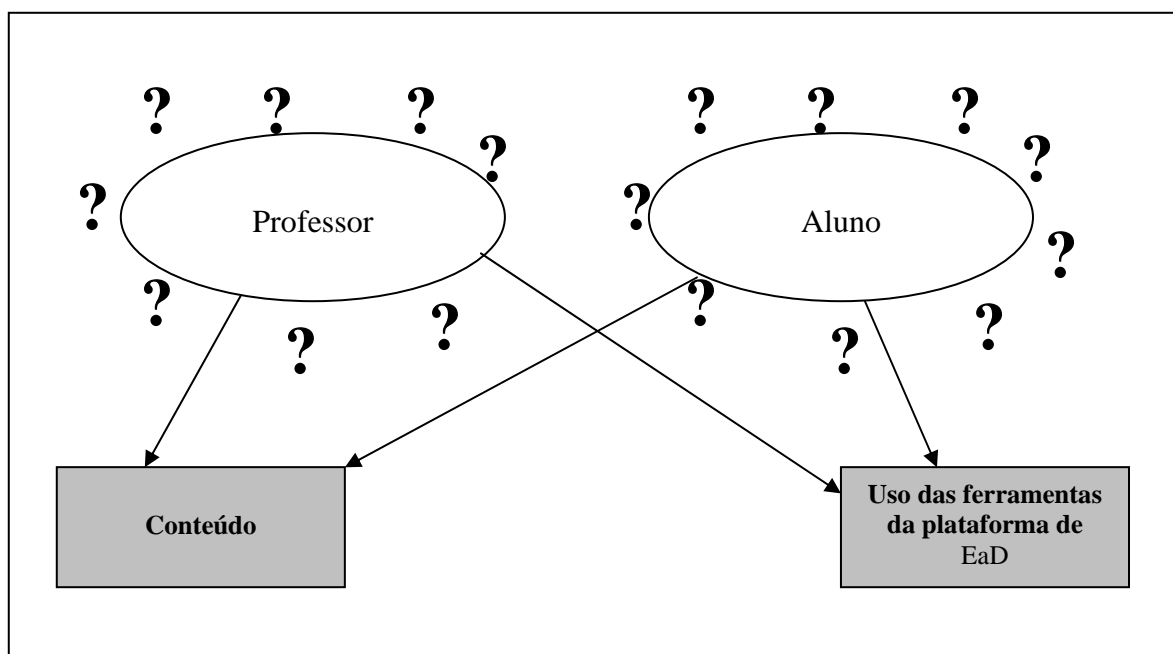 ? ? ? ? ? ? ?
? ?
? Professor ? Aluno
?
? ? ? ?
? ?
Conteúdo
Uso das ferramentas
da plataforma de
EaD